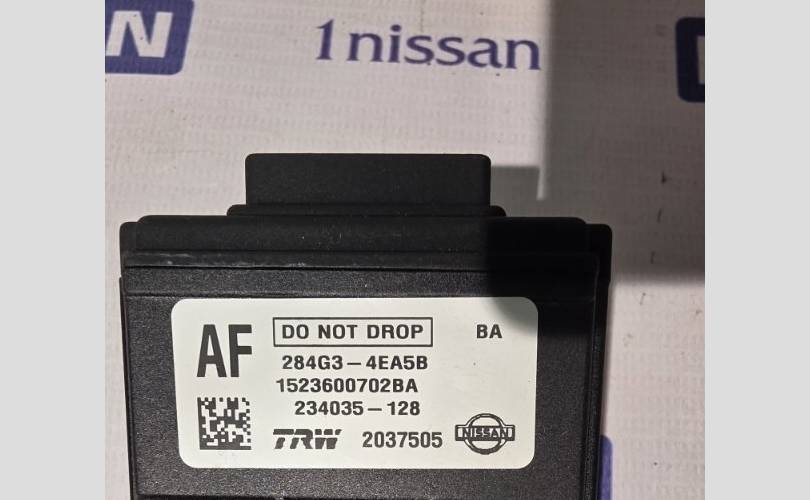 N
1nissan
AF
DO NOT DROP
BA
284G3-4EA5B
1523600702BA
234035-128
TRW
2037505
NISSAN